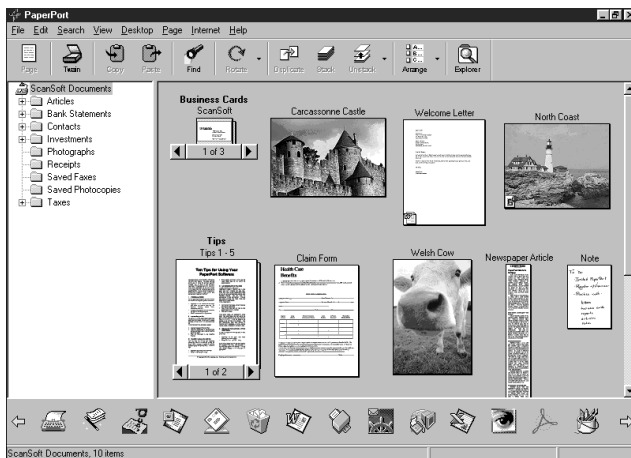 PaperPort
File Edit Search View Desktop Page Internet Help
Page Twain Copy Paste Find Rotate Duplicate Stack Unstack Arrange Explorer
ScanSoft Documents
Articles
Bank Statements
Contacts
Investments
Photographs
Receipts
Saved Faxes
Saved Photocopies
Taxes
Business Cards
ScanSoft
1 of 3
Carcassonne Castle
Welcome Letter
North Coast
Tips
Tips 1 - 5
Ten Tips for Using Your
PaperPort Software
1 of 2
Claim Form
Health Care
Benefits
Welsh Cow
Newspaper Article
Note
ScanSoft Documents, 10 items